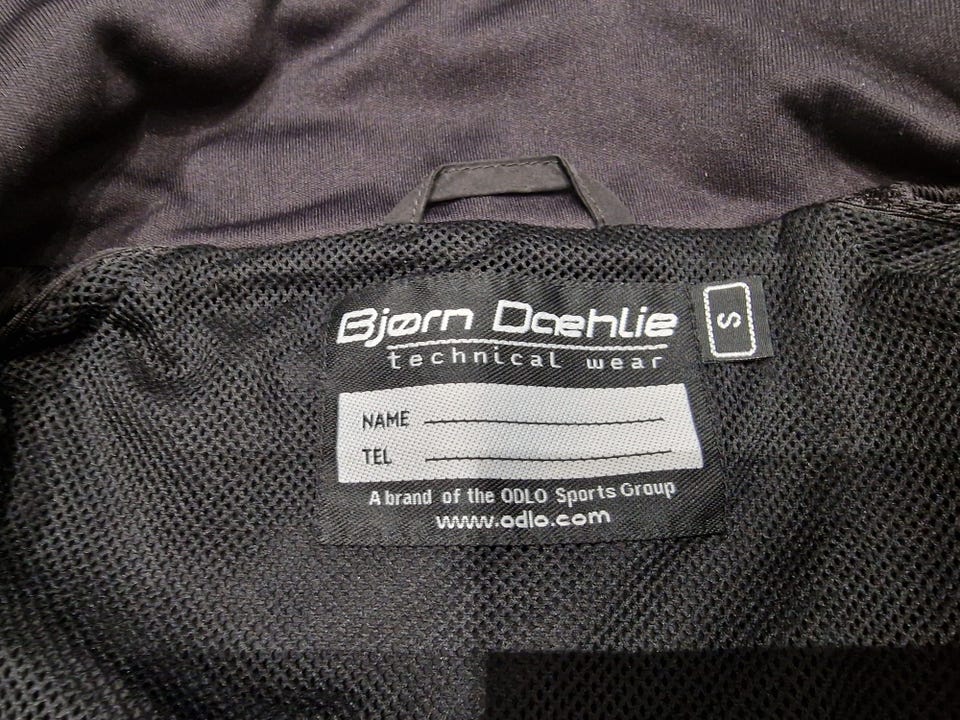 Bjørn Dæhlie
technical wear
S
NAME
TEL
A brand of the ODLO Sports Group
www.odlo.com